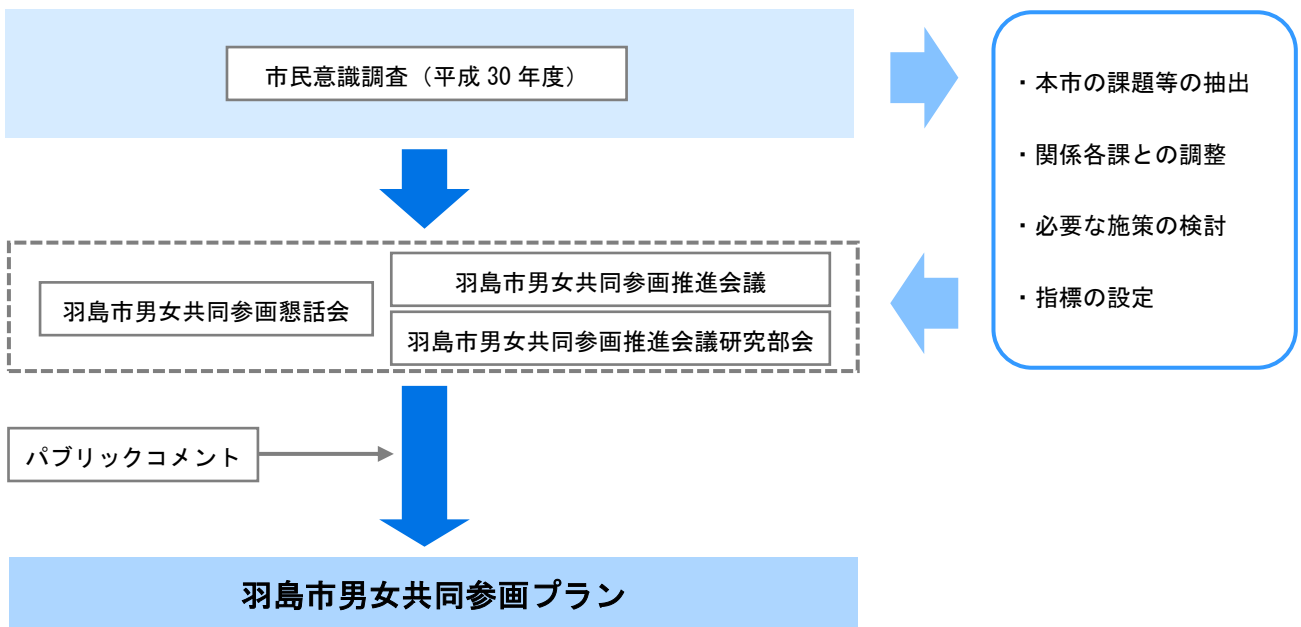 市民意識調査（平成 30 年度）
・本市の課題等の抽出
・関係各課との調整
・必要な施策の検討
・指標の設定
羽島市男女共同参画懇話会
羽島市男女共同参画推進会議
羽島市男女共同参画推進会議研究部会
パブリックコメント
羽島市男女共同参画プラン